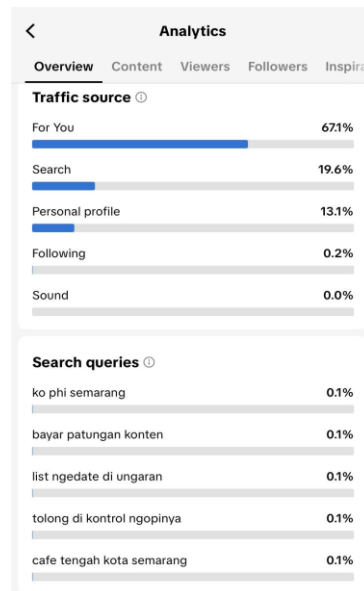 Analytics
Overview Content Viewers Followers Inspira
Traffic source
For You 67.1%
Search 19.6%
Personal profile 13.1%
Following 0.2%
Sound 0.0%
Search queries
ko phi semarang 0.1%
bayar patungan konten 0.1%
list ngedate di ungaran 0.1%
tolong di kontrol ngopinya 0.1%
cafe tengah kota semarang 0.1%